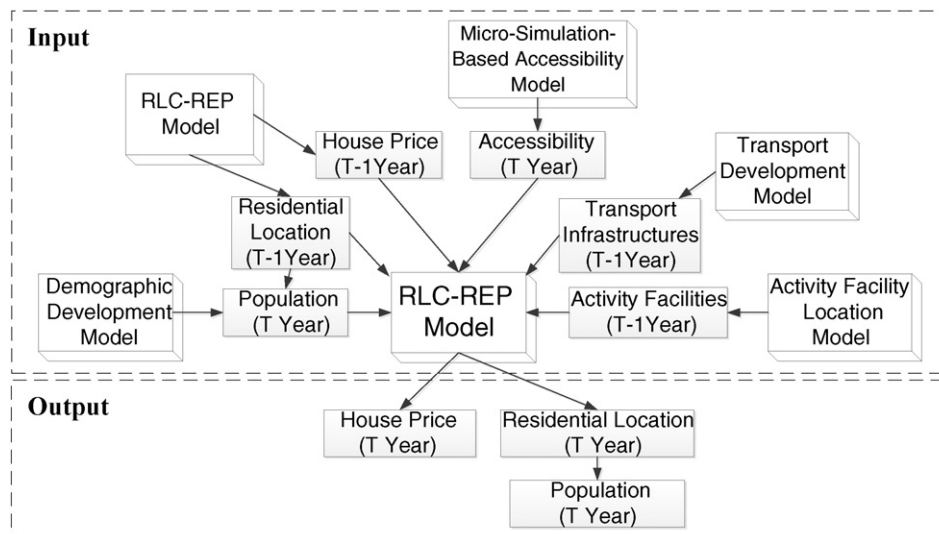 Input
Micro-Simulation-
Based Accessibility
Model
RLC-REP
Model
House Price
(T-1Year)
Accessibility
(T Year)
Transport
Development
Model
Residential
Location
(T-1Year)
Transport
Infrastructures
(T-1Year)
Demographic
Development
Model
Population
(T Year)
RLC-REP
Model
Activity Facilities
(T-1Year)
Activity Facility
Location
Model
Output
House Price
(T Year)
Residential Location
(T Year)
Population
(T Year)